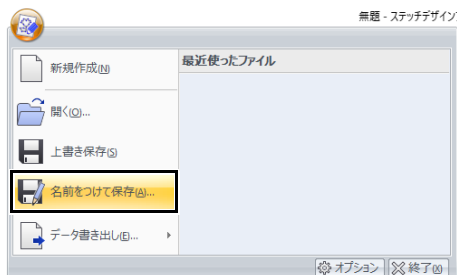 無題 - ステッチデザイン
新規作成(N)
最近使ったファイル
開く(O)...
上書き保存(S)
名前をつけて保存(A)...
データ書き出し(E)...
オプション
終了(X)